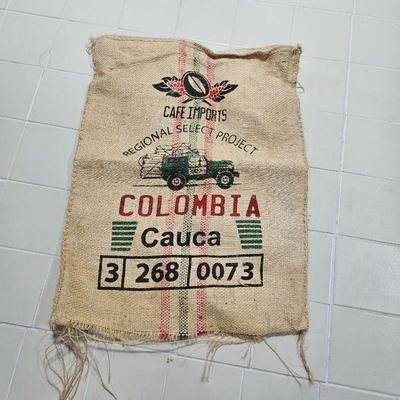 CAFE IMPORTS
REGIONAL SELECT PROJECT
COLOMBIA
Cauca
3 268 0073